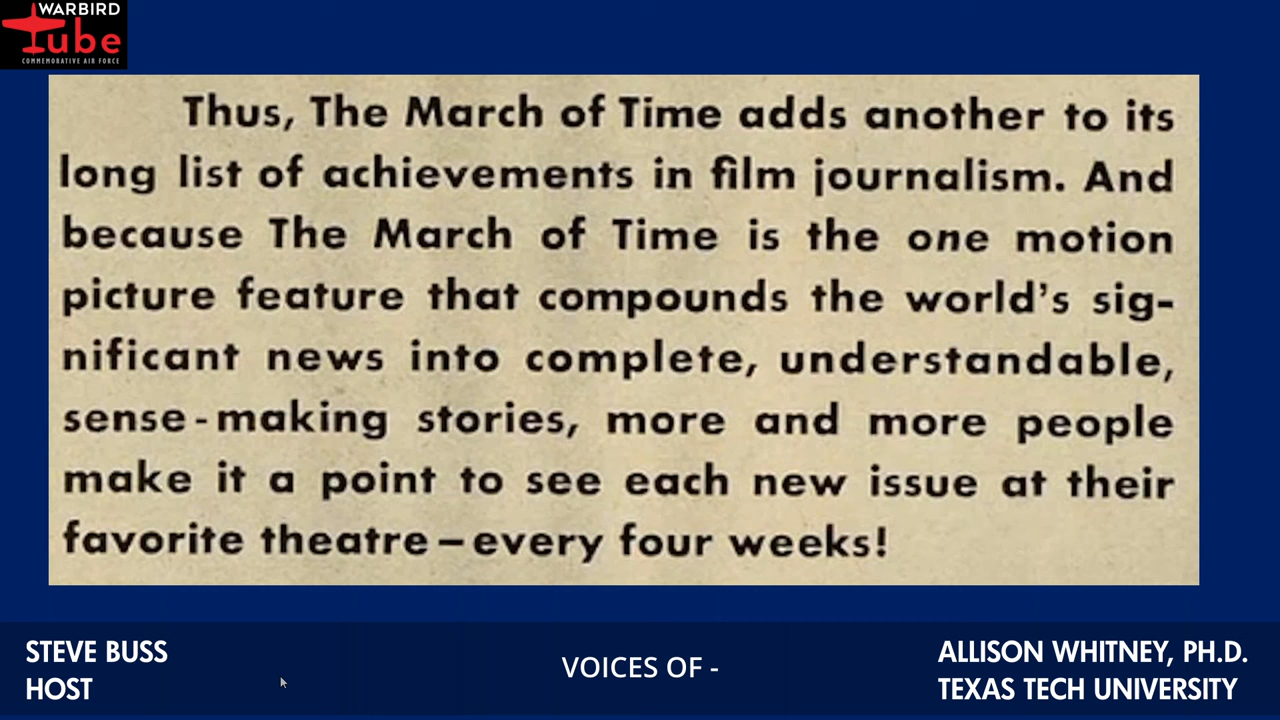 WARBIRD
Tube
COMMEMORATIVE AIR FORCE
Thus, The March of Time adds another to its
long list of achievements in film journalism. And
because The March of Time is the one motion
picture feature that compounds the world's sig-
nificant news into complete, understandable,
sense-making stories, more and more people
make it a point to see each new issue at their
favorite theatre—every four weeks!
STEVE BUSS
HOST
VOICES OF -
ALLISON WHITNEY, PH.D.
TEXAS TECH UNIVERSITY